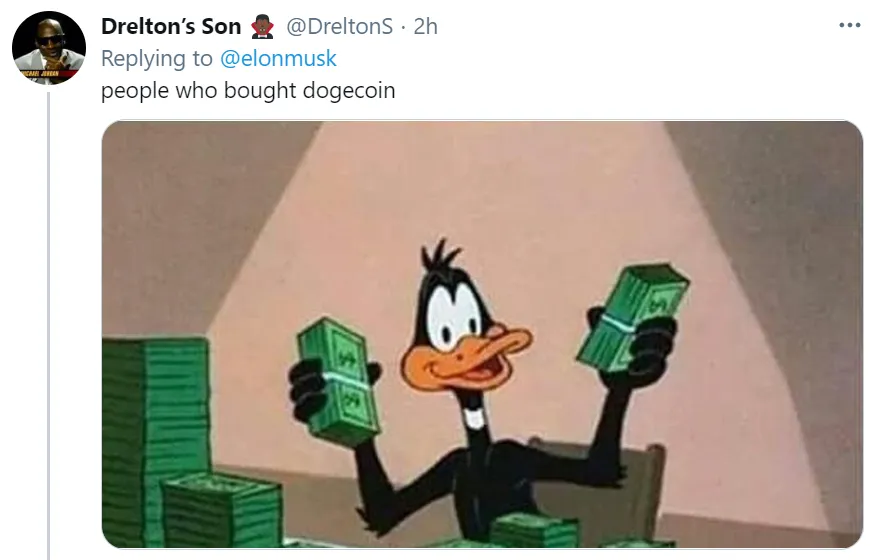 Drelton's Son 🧛🏿‍♂️ @DreltonS · 2h
Replying to @elonmusk
people who bought dogecoin